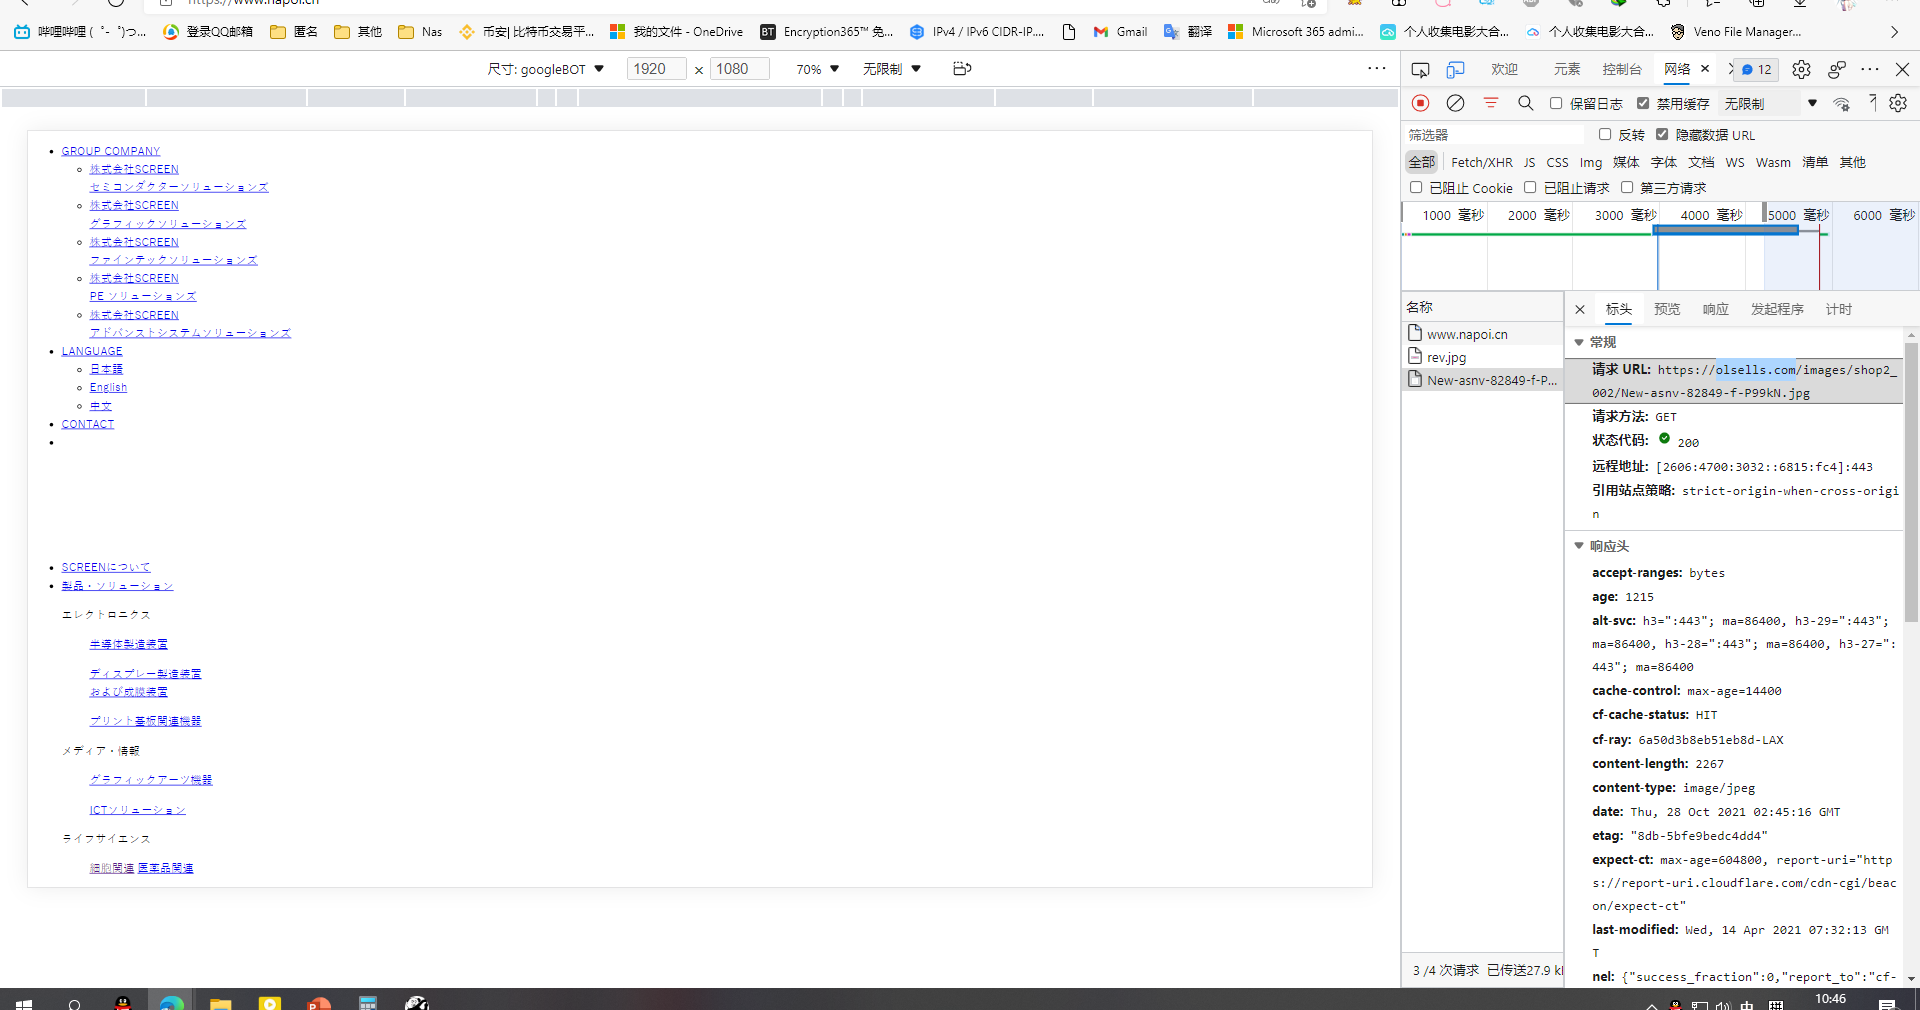 https://www.napoi.cn
哔哩哔哩 (゜-゜)つ...
登录QQ邮箱
匿名
其他
Nas
币安| 比特币交易平...
我的文件 - OneDrive
BT Encryption365™ 免...
IPv4 / IPv6 CIDR-IP....
Gmail
翻译
Microsoft 365 admi...
个人收集电影大合...
个人收集电影大合...
Veno File Manager...
尺寸: googleBOT
1920 × 1080
70%
无限制
欢迎 元素 控制台 网络 12
保留日志 禁用缓存 无限制
筛选器 反转 隐藏数据 URL
全部 Fetch/XHR JS CSS Img 媒体 字体 文档 WS Wasm 清单 其他
已阻止 Cookie 已阻止请求 第三方请求
1000 毫秒 2000 毫秒 3000 毫秒 4000 毫秒 5000 毫秒 6000 毫秒
GROUP COMPANY
株式会社SCREEN
セミコンダクターソリューションズ
株式会社SCREEN
グラフィックソリューションズ
株式会社SCREEN
ファインテックソリューションズ
株式会社SCREEN
PE ソリューションズ
株式会社SCREEN
アドバンストシステムソリューションズ
LANGUAGE
日本語
English
中文
CONTACT
SCREENについて
製品・ソリューション
エレクトロニクス
半導体製造装置
ディスプレー製造装置
および成膜装置
プリント基板関連機器
メディア・情報
グラフィックアーツ機器
ICTソリューション
ライフサイエンス
細胞関連 医薬品関連
名称
www.napoi.cn
rev.jpg
New-asnv-82849-f-P...
3 /4 次请求 已传送27.9 k
标头 预览 响应 发起程序 计时
常规
请求 URL: https://olsells.com/images/shop2_
002/New-asnv-82849-f-P99kN.jpg
请求方法: GET
状态代码: 200
远程地址: [2606:4700:3032::6815:fc4]:443
引用站点策略: strict-origin-when-cross-origi
n
响应头
accept-ranges: bytes
age: 1215
alt-svc: h3=":443"; ma=86400, h3-29=":443";
ma=86400, h3-28=":443"; ma=86400, h3-27=":
443"; ma=86400
cache-control: max-age=14400
cf-cache-status: HIT
cf-ray: 6a50d3b8eb51eb8d-LAX
content-length: 2267
content-type: image/jpeg
date: Thu, 28 Oct 2021 02:45:16 GMT
etag: "8db-5bfe9bedc4dd4"
expect-ct: max-age=604800, report-uri="http
s://report-uri.cloudflare.com/cdn-cgi/beac
on/expect-ct"
last-modified: Wed, 14 Apr 2021 07:32:13 GM
T
nel: {"success_fraction":0,"report_to":"cf-
中
10:46